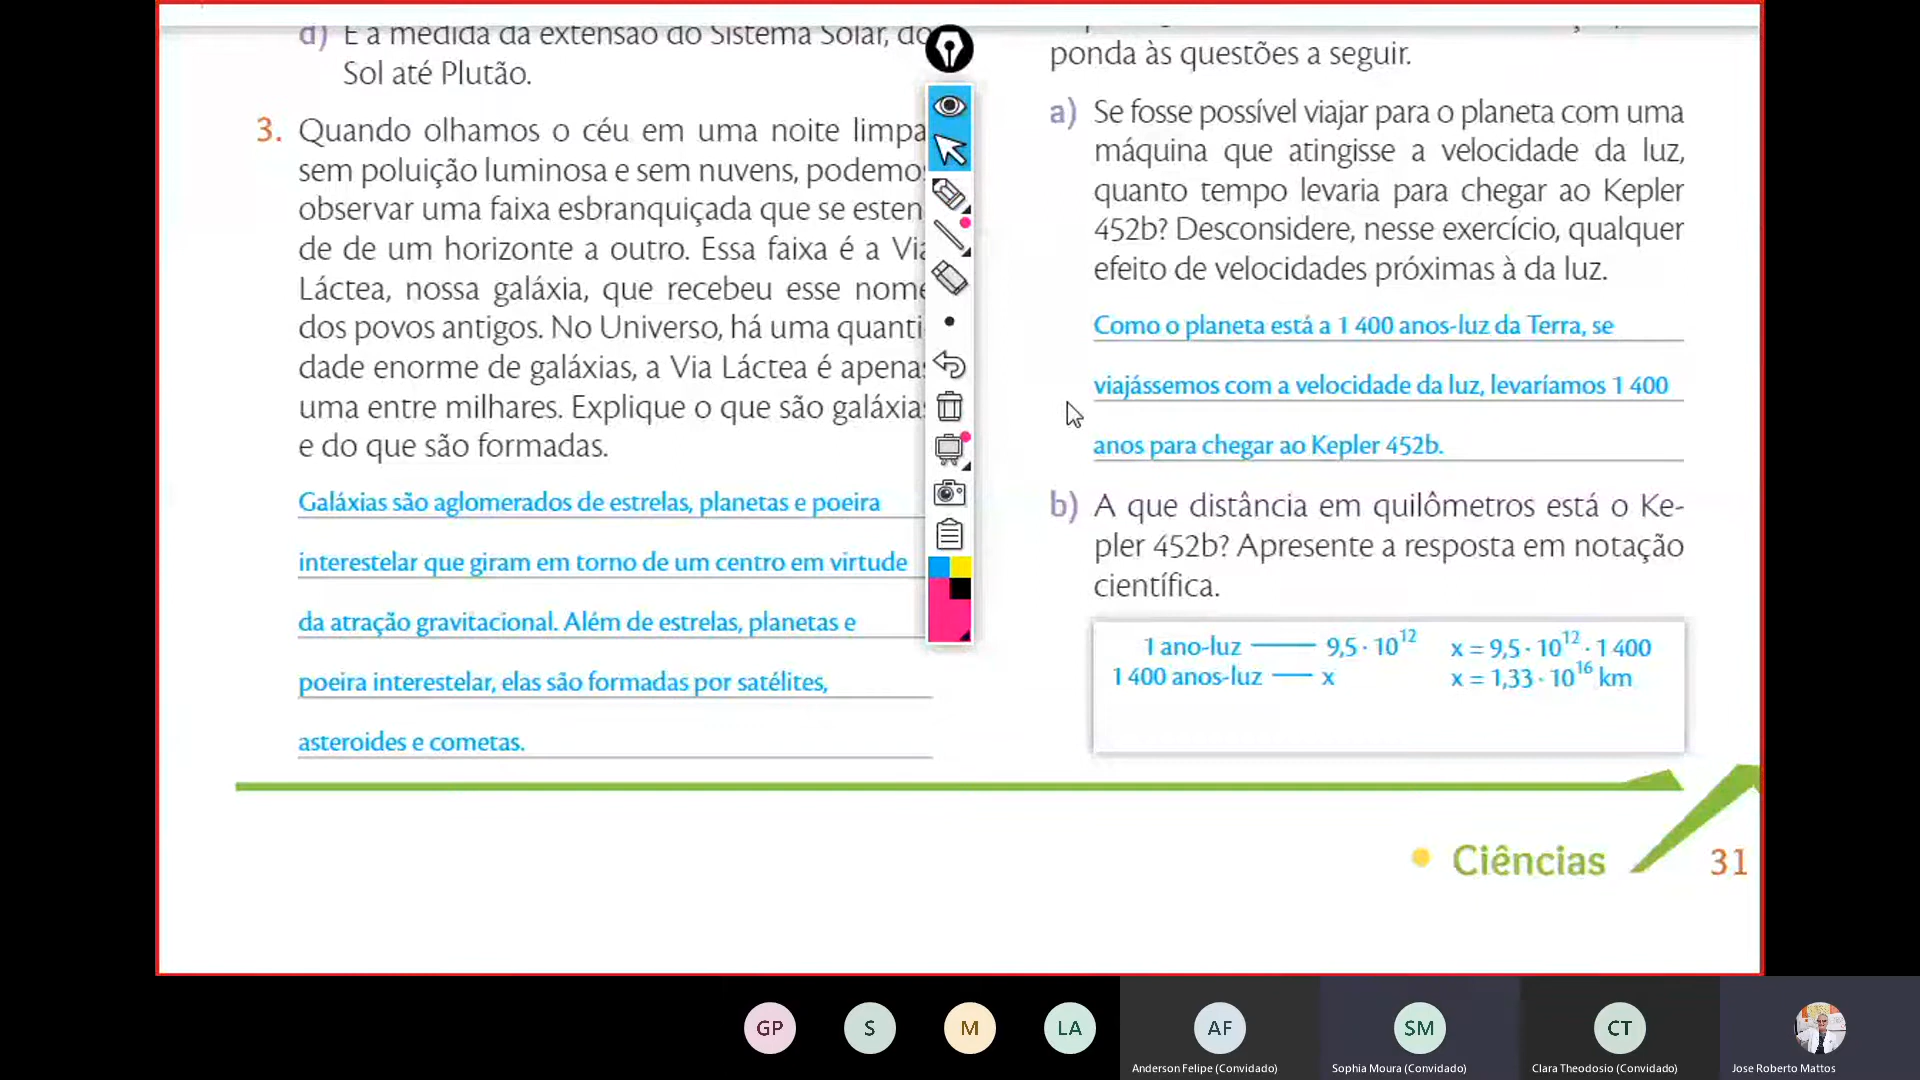 d) É a medida da extensão do Sistema Solar, do
Sol até Plutão.
3. Quando olhamos o céu em uma noite limpa
sem poluição luminosa e sem nuvens, podemos
observar uma faixa esbranquiçada que se esten
de de um horizonte a outro. Essa faixa é a Via
Láctea, nossa galáxia, que recebeu esse nome
dos povos antigos. No Universo, há uma quanti
dade enorme de galáxias, a Via Láctea é apenas
uma entre milhares. Explique o que são galáxias
e do que são formadas.
Galáxias são aglomerados de estrelas, planetas e poeira
interestelar que giram em torno de um centro em virtude
da atração gravitacional. Além de estrelas, planetas e
poeira interestelar, elas são formadas por satélites,
asteroides e cometas.
ponda às questões a seguir.
a) Se fosse possível viajar para o planeta com uma
máquina que atingisse a velocidade da luz,
quanto tempo levaria para chegar ao Kepler
452b? Desconsidere, nesse exercício, qualquer
efeito de velocidades próximas à da luz.
Como o planeta está a 1 400 anos-luz da Terra, se
viajássemos com a velocidade da luz, levaríamos 1 400
anos para chegar ao Kepler 452b.
b) A que distância em quilômetros está o Ke-
pler 452b? Apresente a resposta em notação
científica.
1 ano-luz —— 9,5 · 10¹² x = 9,5 · 10¹² · 1 400
1 400 anos-luz — x x = 1,33 · 10¹⁶ km
Ciências 31
GP S M LA AF SM CT
Anderson Felipe (Convidado) Sophia Moura (Convidado) Clara Theodosio (Convidado) Jose Roberto Mattos